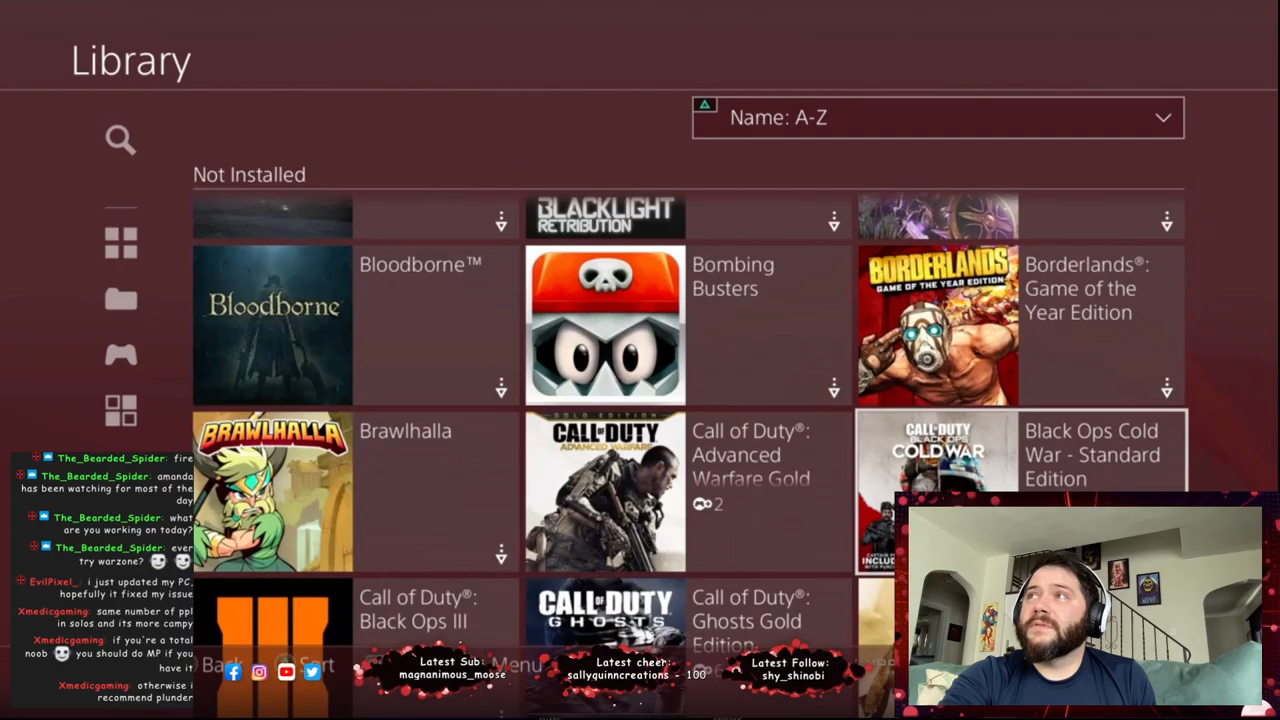 Library
Name: A-Z
Not Installed
BLACKLIGHT
RETRIBUTION
Bloodborne
Bloodborne™
Bombing
Busters
BORDERLANDS
GAME OF THE YEAR EDITION
Borderlands®:
Game of the
Year Edition
BRAWLHALLA
Brawlhalla
GOLD EDITION
CALL OF DUTY
ADVANCED WARFARE
Call of Duty®:
Advanced
Warfare Gold
2
CALL OF DUTY
BLACK OPS
COLD WAR
Black Ops Cold
War - Standard
Edition
Call of Duty®:
Black Ops III
CALL OF DUTY
GHOSTS
Call of Duty®:
Ghosts Gold
Edition
Back
Sort
Menu
The_Bearded_Spider: fire
The_Bearded_Spider: amanda
has been watching for most of the
day
The_Bearded_Spider: what
are you working on today?
The_Bearded_Spider: ever
try warzone?
EvilPixel_: i just updated my PC,
hopefully it fixed my issue
Xmedicgaming: same number of ppl
in solos and its more campy
Xmedicgaming: if you're a total
noob you should do MP if you
have it
Xmedicgaming: otherwise i
recommend plunder
Latest Sub:
magnanimous_moose
Latest cheer:
sallyquinncreations - 100
Latest Follow:
shy_shinobi